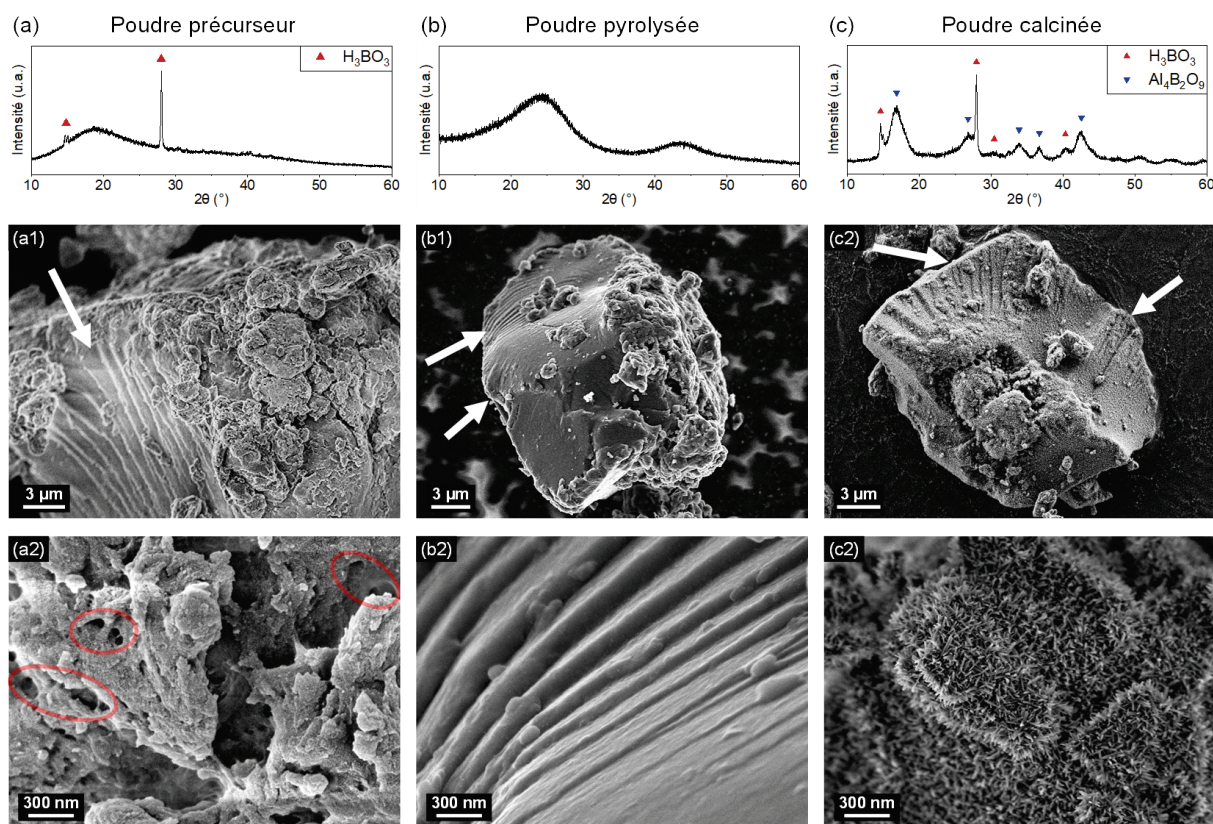 (a) Poudre précurseur
(b) Poudre pyrolysée
(c) Poudre calcinée
Intensité (u.a.)
H₃BO₃
10 20 30 40 50 60
2θ (°)
Intensité (u.a.)
10 20 30 40 50 60
2θ (°)
Intensité (u.a.)
H₃BO₃
Al₄B₂O₉
10 20 30 40 50 60
2θ (°)
(a1)
3 µm
(b1)
3 µm
(c2)
3 µm
(a2)
300 nm
(b2)
300 nm
(c2)
300 nm